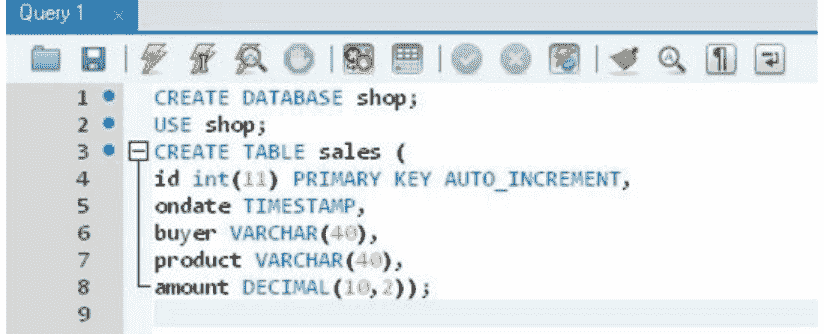 Query 1 ×
1 CREATE DATABASE shop;
2 USE shop;
3 CREATE TABLE sales (
4 id int(11) PRIMARY KEY AUTO_INCREMENT,
5 ondate TIMESTAMP,
6 buyer VARCHAR(40),
7 product VARCHAR(40),
8 amount DECIMAL(10,2));
9